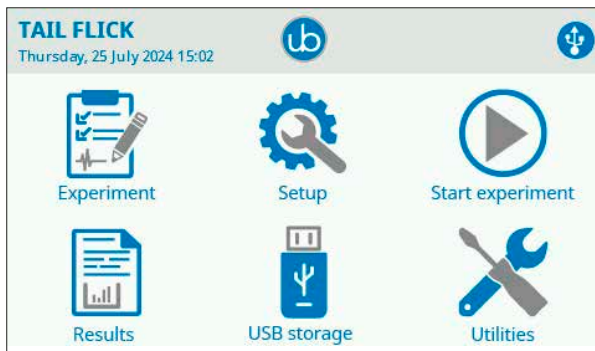 TAIL FLICK
Thursday, 25 July 2024 15:02
ub
Experiment
Setup
Start experiment
Results
USB storage
Utilities